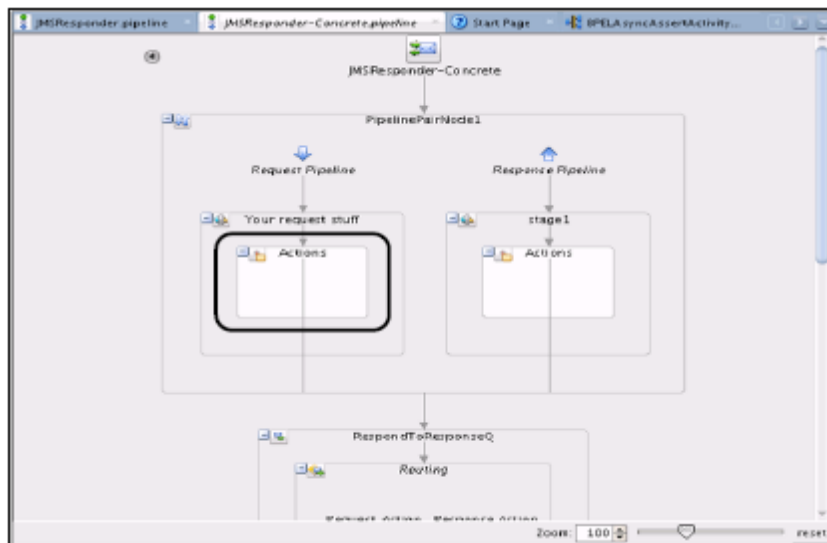 JMSResponder.pipeline JMSResponder-Concrete.pipeline Start Page BPELAsyncAssertActivity...
JMSResponder-Concrete
PipelinePairNode1
Request Pipeline Response Pipeline
Your request stuff stage1
Actions Actions
RespondToResponseQ
Routing
Request Action Response Action
Zoom: 100 reset